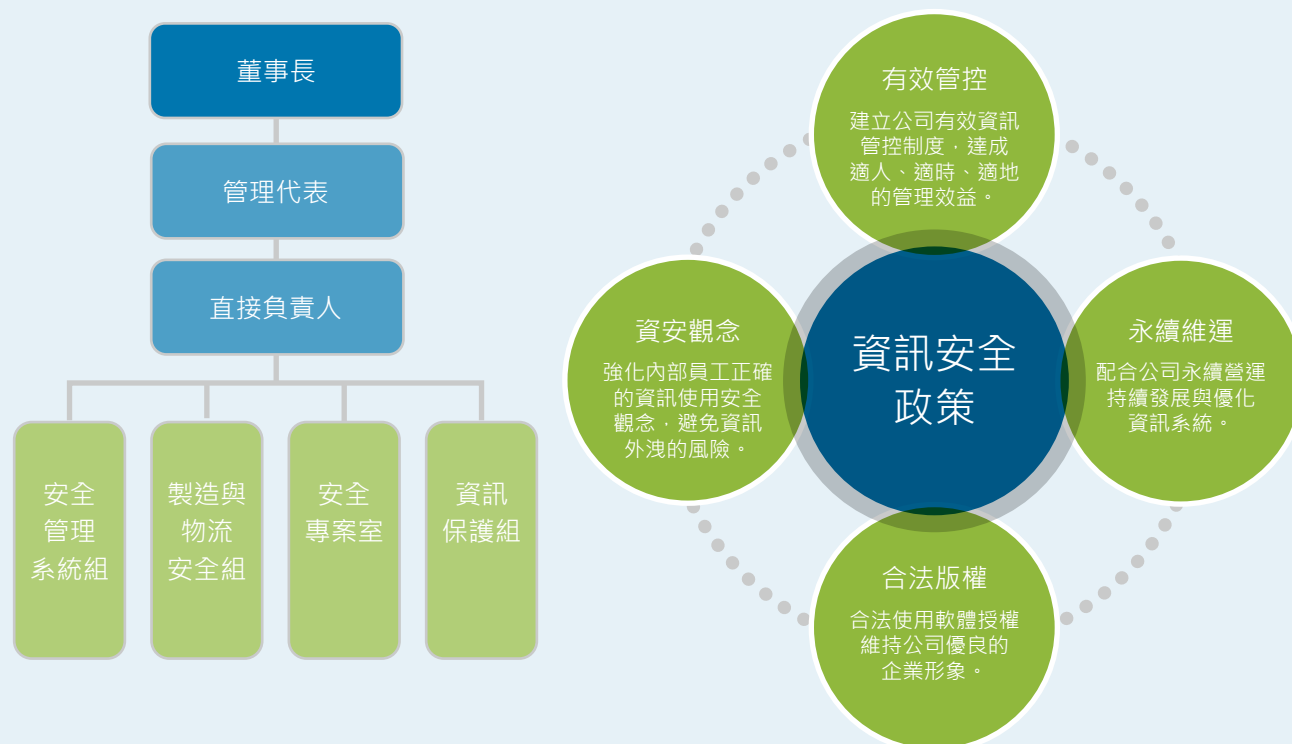 董事長
管理代表
直接負責人
安全
管理
系統組
製造與
物流
安全組
安全
專案室
資訊
保護組
有效管控
建立公司有效資訊
管控制度，達成
適人、適時、適地
的管理效益。
資安觀念
強化內部員工正確
的資訊使用安全
觀念，避免資訊
外洩的風險。
資訊安全
政策
永續維運
配合公司永續營運
持續發展與優化
資訊系統。
合法版權
合法使用軟體授權
維持公司優良的
企業形象。